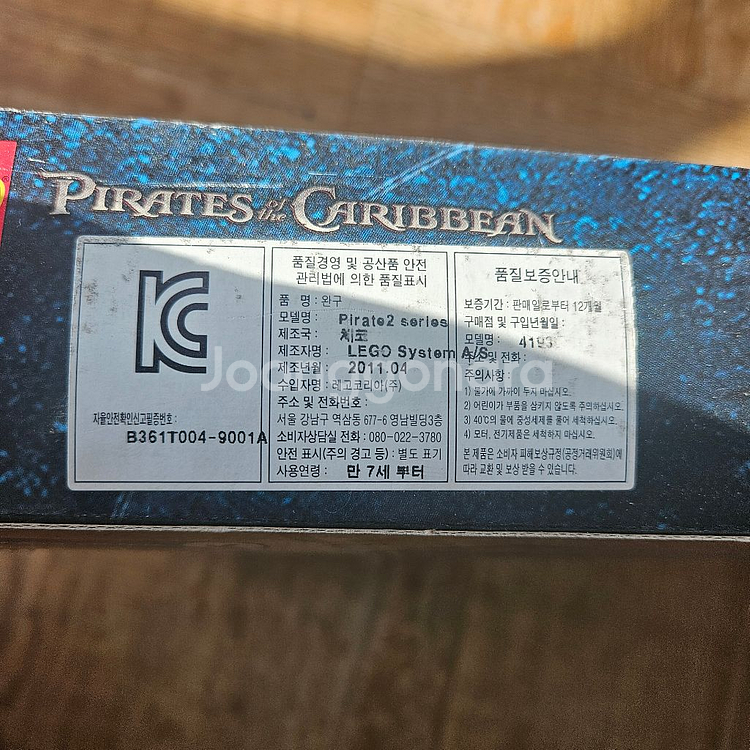 PIRATES of the CARIBBEAN
KC
자율안전확인신고필증번호 :
B361T004-9001A
품질경영 및 공산품 안전
관리법에 의한 품질표시
품 명 : 완구
모델명 : Pirate2 series
제조국 : 체코
제조자명 : LEGO System A/S
제조년월 : 2011.04
수입자명 : 레고코리아(주)
주소 및 전화번호 :
서울 강남구 역삼동 677-6 영남빌딩3층
소비자상담실 전화 : 080-022-3780
안전 표시(주의 경고 등) : 별도 표기
사용연령 : 만 7세 부터
품질보증안내
보증기간 : 판매일로부터 12개월
구매점 및 구입년월일 :
모델명 : 4193
및 전화 :
주의사항
1) 불가에 가까이 두지 마십시오.
2) 어린이가 부품을 삼키지 않도록 주의하십시오.
3) 40℃의 물에 중성세제를 풀어 세척하십시오.
4) 모터, 전기제품은 세척하지 마십시오.
본 제품은 소비자 피해보상규정(공정거래위원회)에
따라 교환 및 보상 받을 수 있습니다.
Joongonara